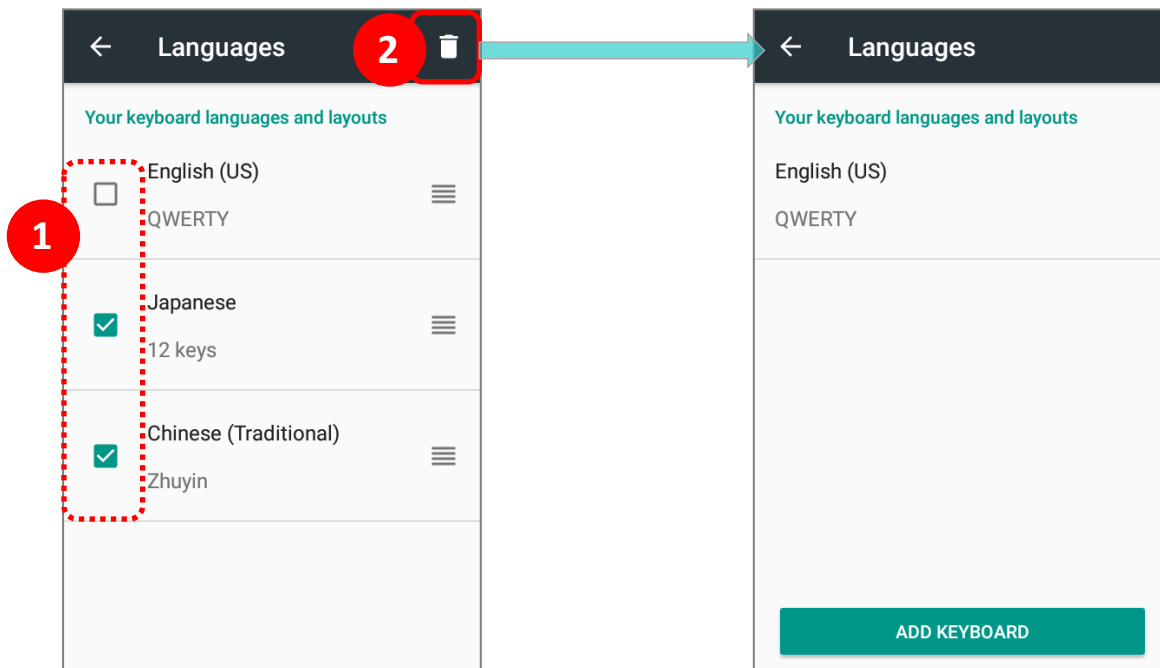 Languages
2
Your keyboard languages and layouts
1
English (US)
QWERTY
Japanese
12 keys
Chinese (Traditional)
Zhuyin
Languages
Your keyboard languages and layouts
English (US)
QWERTY
ADD KEYBOARD